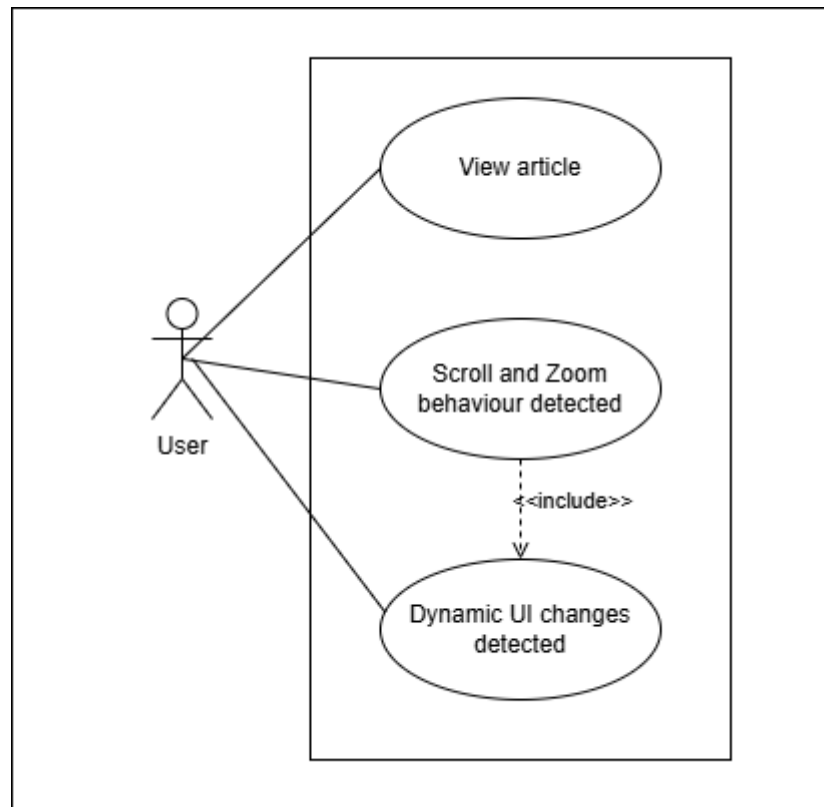 View article
Scroll and Zoom
behaviour detected
User
<<include>>
Dynamic UI changes
detected